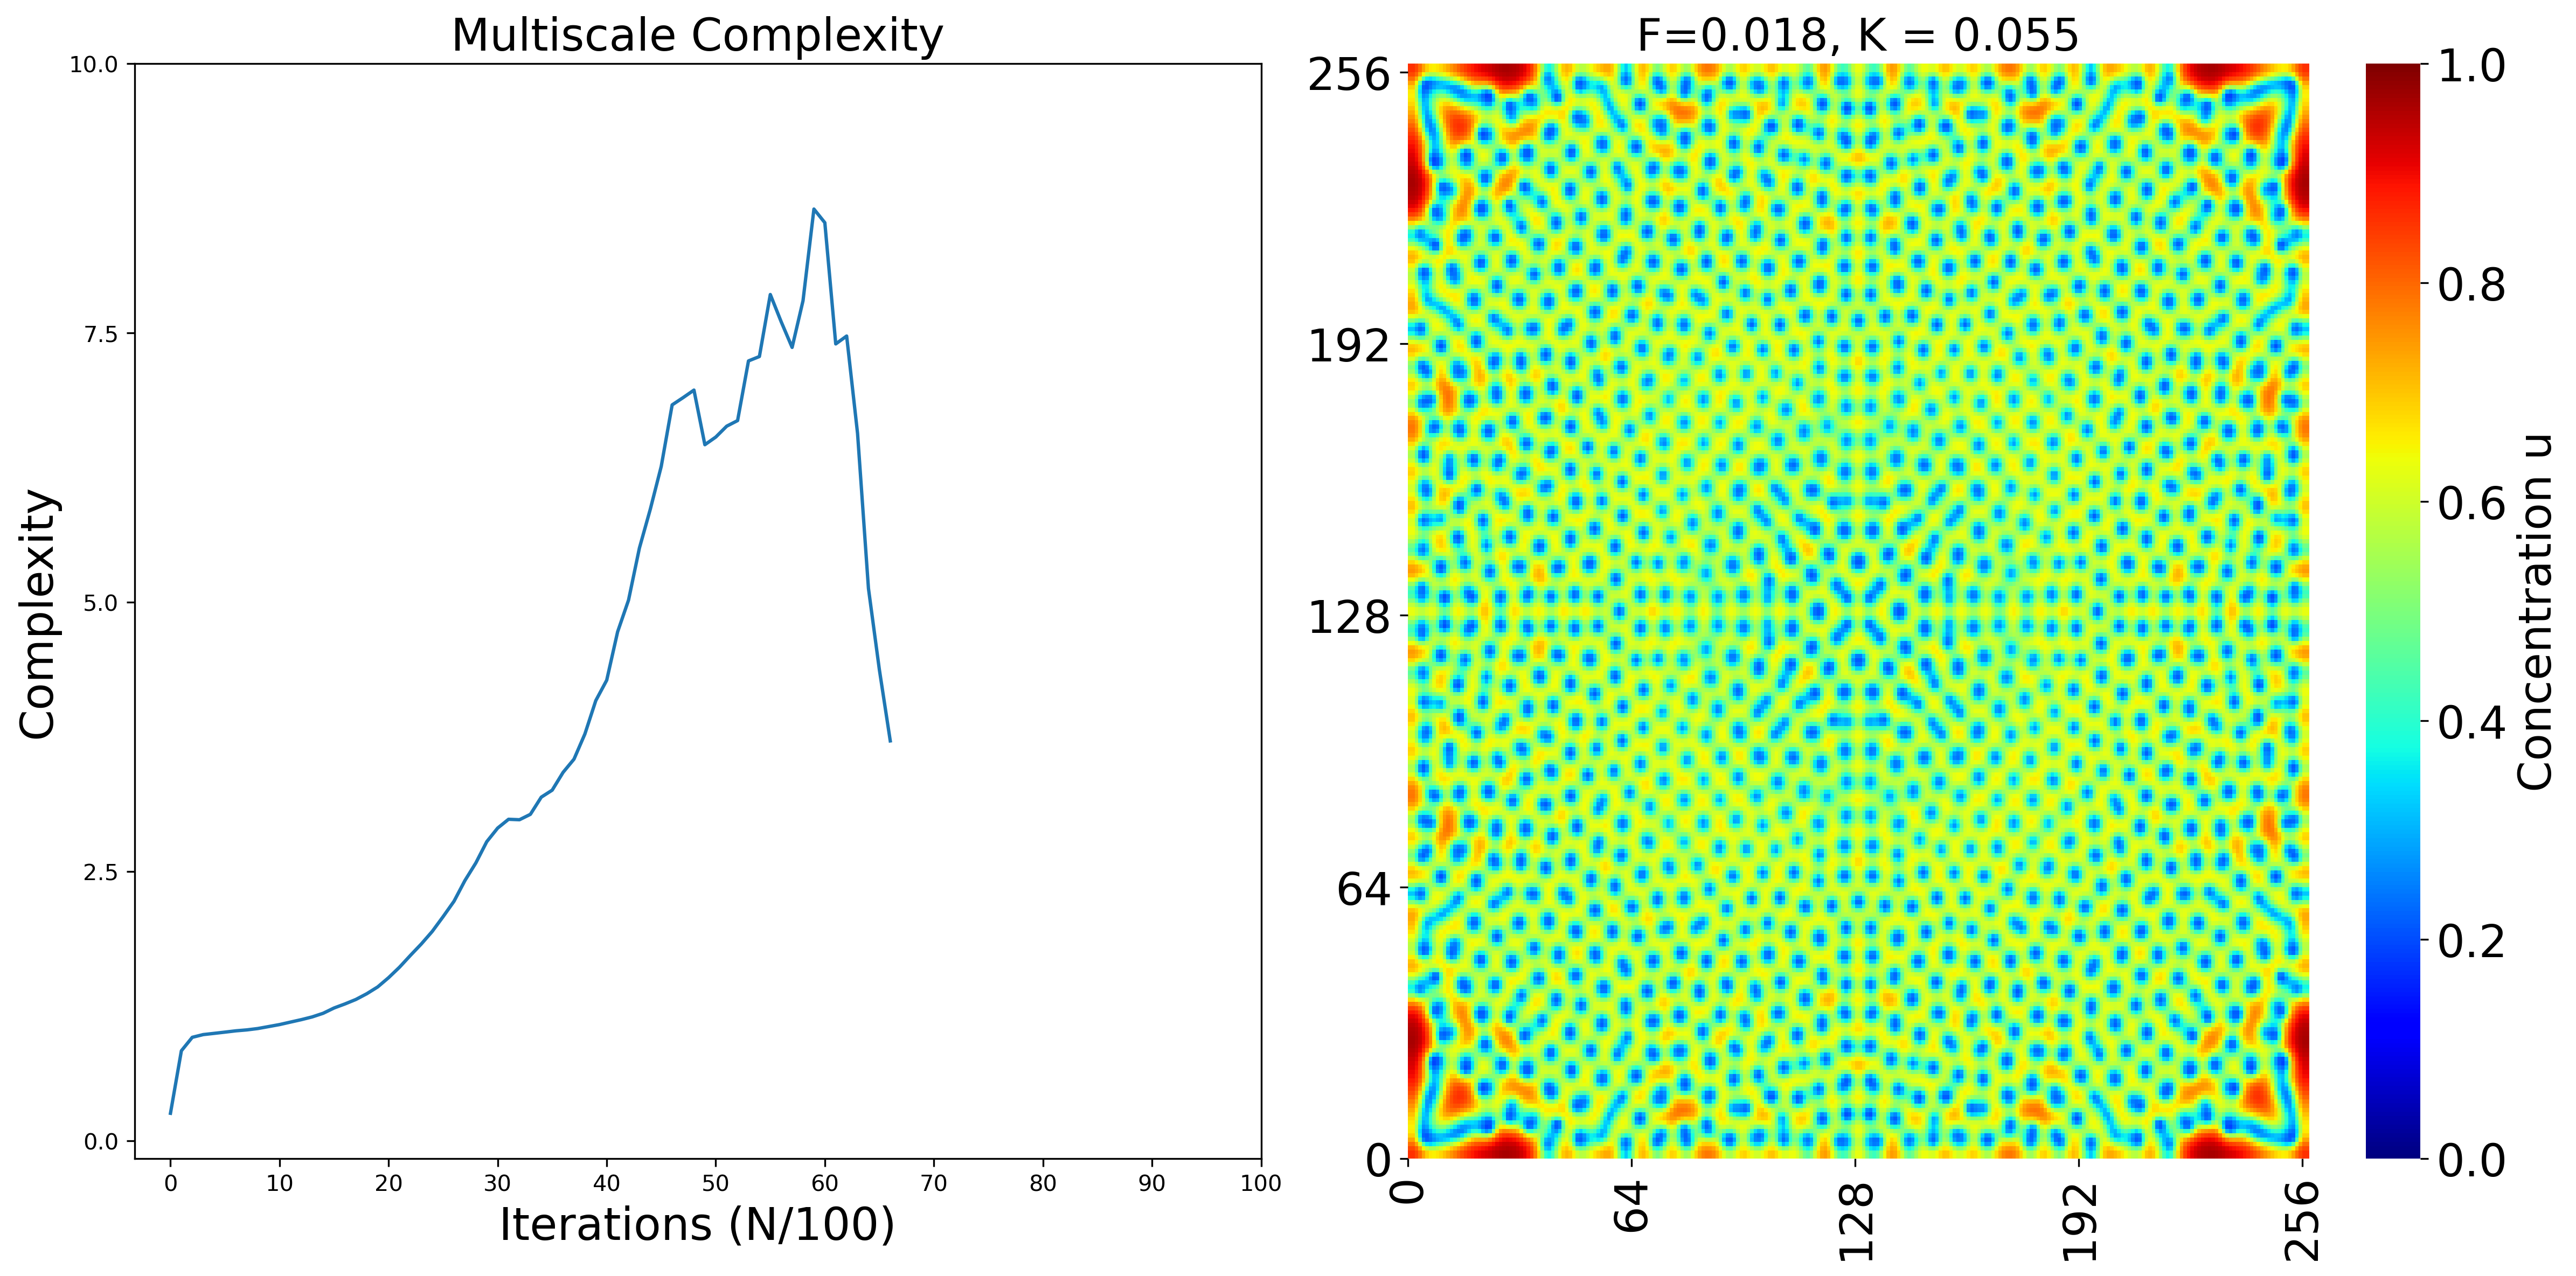 Multiscale Complexity
10.0
7.5
5.0
2.5
0.0
Complexity
0 10 20 30 40 50 60 70 80 90 100
Iterations (N/100)
F=0.018, K = 0.055
256
192
128
64
0
0 64 128 192 256
1.0
0.8
0.6
0.4
0.2
0.0
Concentration u